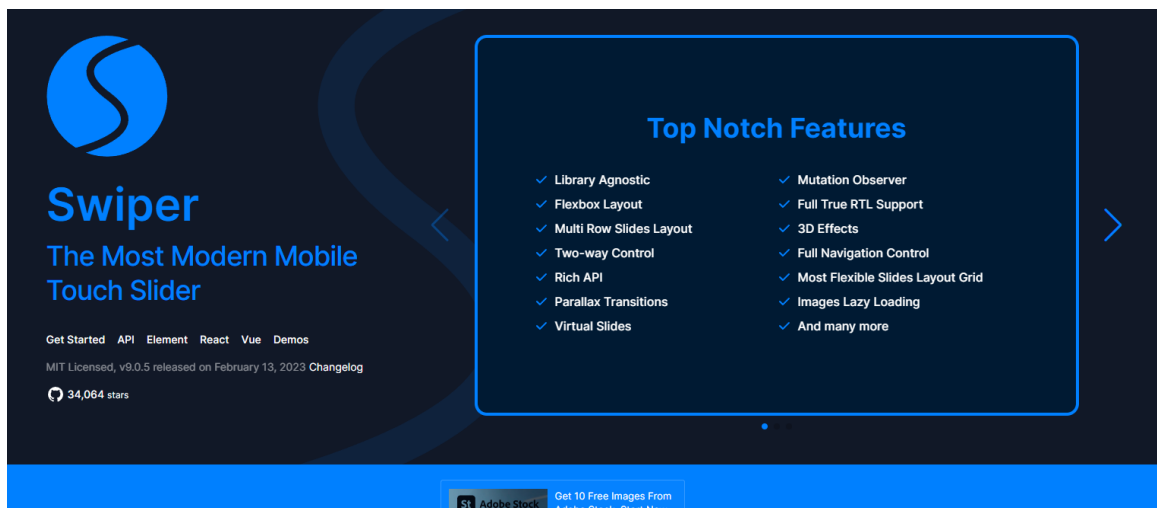 Swiper
The Most Modern Mobile
Touch Slider
Get Started API Element React Vue Demos
MIT Licensed, v9.0.5 released on February 13, 2023 Changelog
34,064 stars
Top Notch Features
Library Agnostic
Flexbox Layout
Multi Row Slides Layout
Two-way Control
Rich API
Parallax Transitions
Virtual Slides
Mutation Observer
Full True RTL Support
3D Effects
Full Navigation Control
Most Flexible Slides Layout Grid
Images Lazy Loading
And many more
St Adobe Stock
Get 10 Free Images From
Adobe Stock. Start No